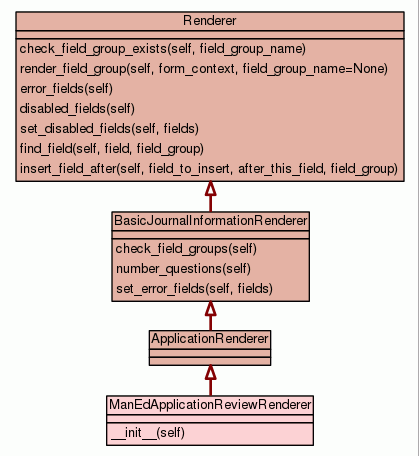 Renderer
check_field_group_exists(self, field_group_name)
render_field_group(self, form_context, field_group_name=None)
error_fields(self)
disabled_fields(self)
set_disabled_fields(self, fields)
find_field(self, field, field_group)
insert_field_after(self, field_to_insert, after_this_field, field_group)
BasicJournalInformationRenderer
check_field_groups(self)
number_questions(self)
set_error_fields(self, fields)
ApplicationRenderer
ManEdApplicationReviewRenderer
__init__(self)